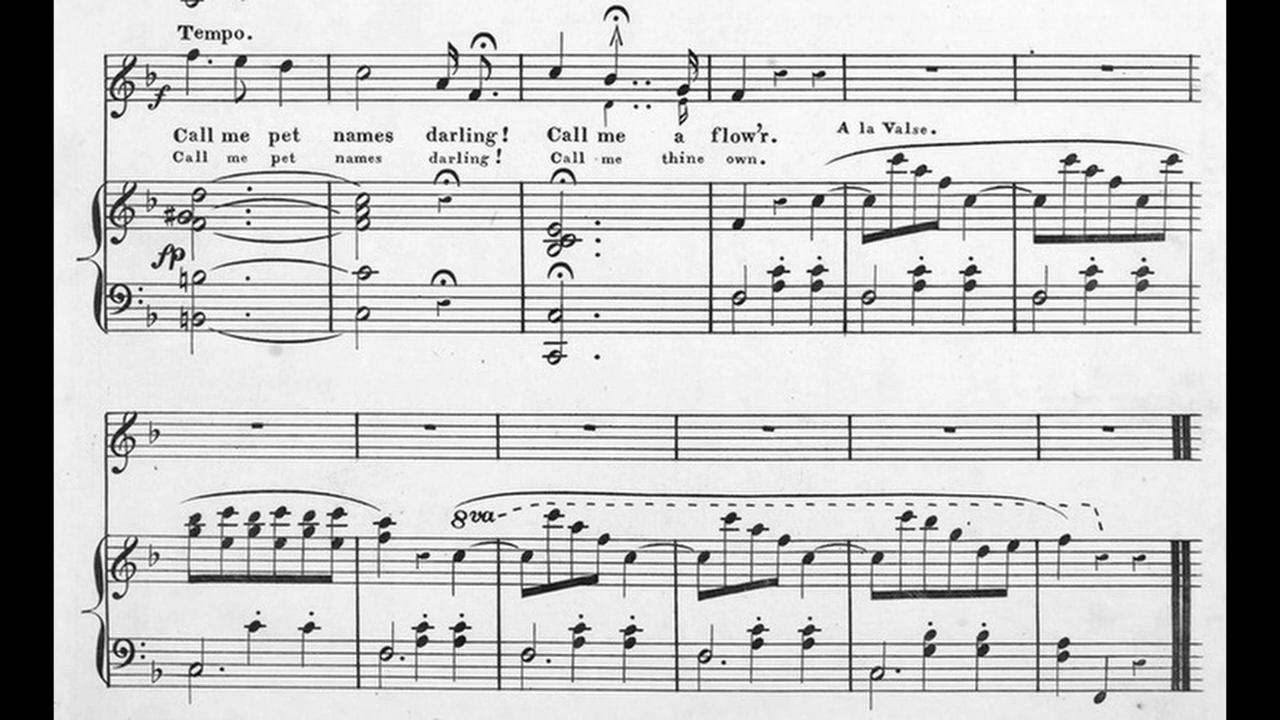 Tempo.
f
Call me pet names darling! Call me a flow'r.
Call me pet names darling! Call me thine own.
A la Valse.
fp
8va